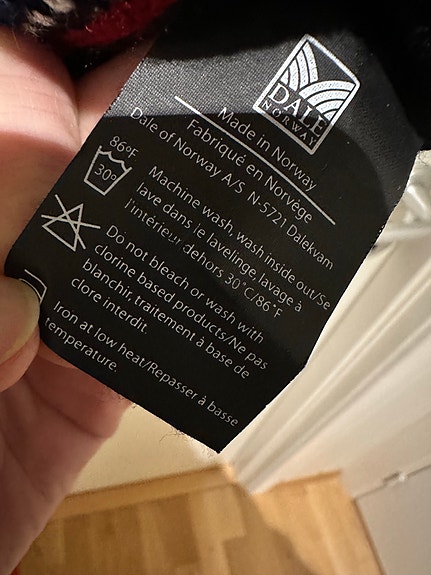 DALE
NORWAY
Made in Norway
Fabriqué en Norvège
Dale of Norway A/S N-5721 Dalekvam
86°F
30°
Machine wash, wash inside out/Se
lave dans le lavelinge, lavage à
l'intérieur dehors 30°C/86°F
Do not bleach or wash with
clorine based products/Ne pas
blanchir, traitement à base de
clore interdit.
Iron at low heat/Repasser à basse
temperature.